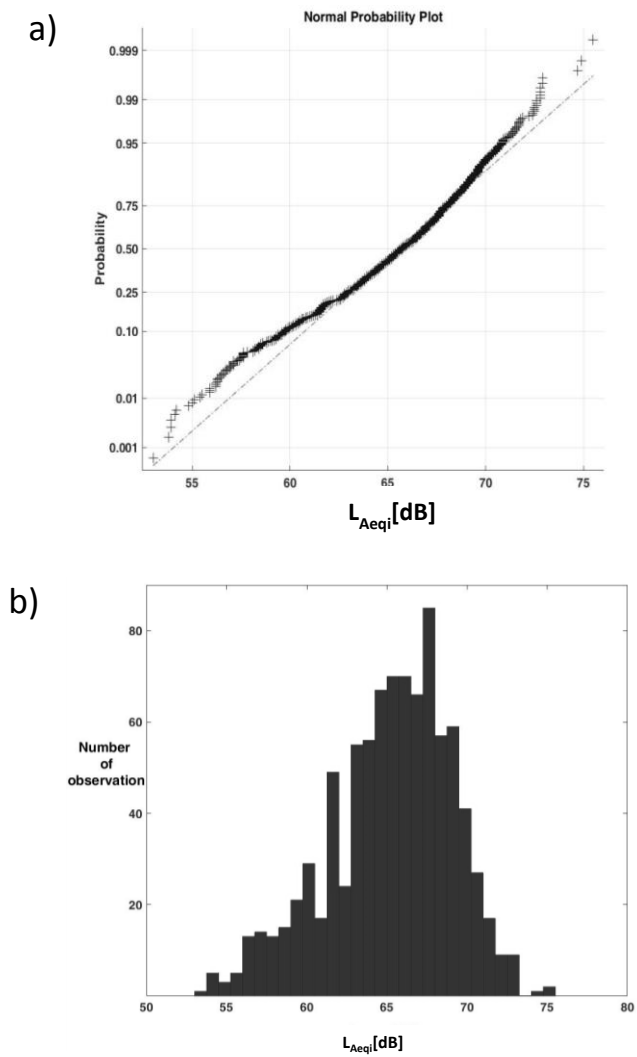 a)
Normal Probability Plot
0.999
0.99
0.95
0.75
0.50
0.25
0.10
0.01
0.001
Probability
55 60 65 70 75
L_Aeqi[dB]
b)
80
60
40
20
Number
of
observation
50 55 60 65 70 75 80
L_Aeqi[dB]